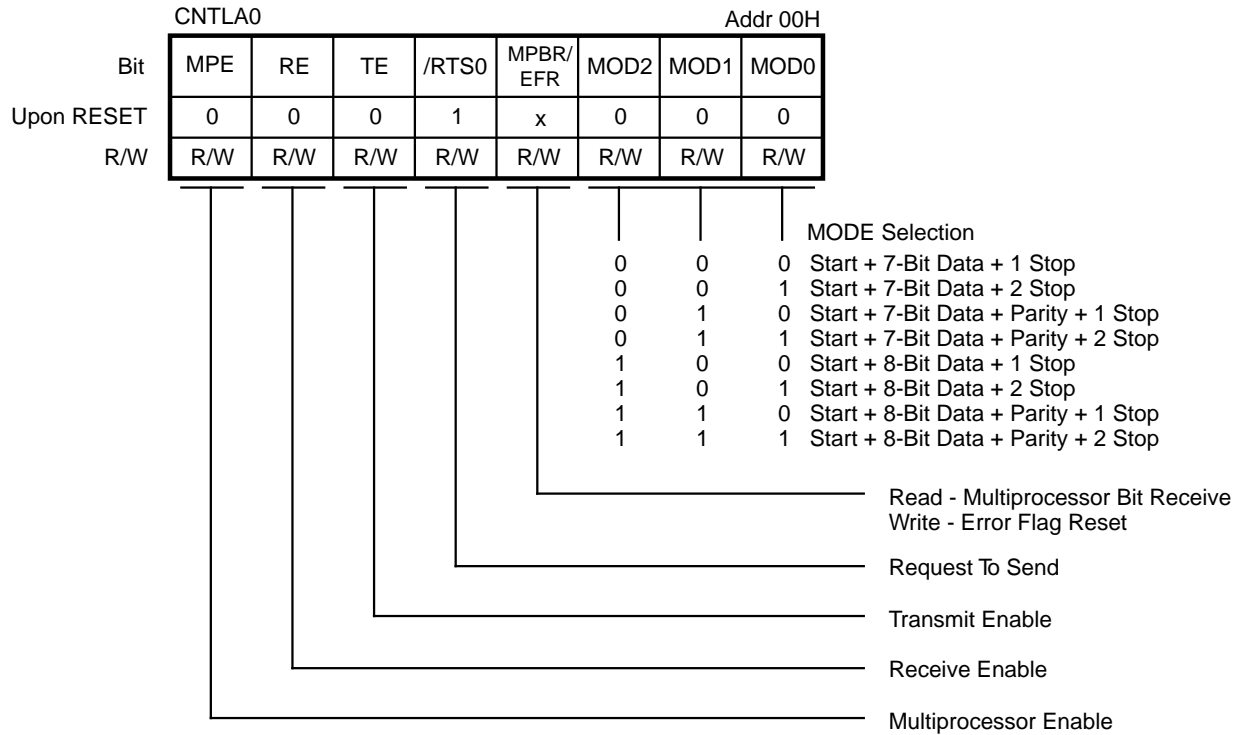 CNTLA0 Addr 00H
Bit MPE RE TE /RTS0 MPBR/ EFR MOD2 MOD1 MOD0
Upon RESET 0 0 0 1 x 0 0 0
R/W R/W R/W R/W R/W R/W R/W R/W R/W
MODE Selection
0 0 0 Start + 7-Bit Data + 1 Stop
0 0 1 Start + 7-Bit Data + 2 Stop
0 1 0 Start + 7-Bit Data + Parity + 1 Stop
0 1 1 Start + 7-Bit Data + Parity + 2 Stop
1 0 0 Start + 8-Bit Data + 1 Stop
1 0 1 Start + 8-Bit Data + 2 Stop
1 1 0 Start + 8-Bit Data + Parity + 1 Stop
1 1 1 Start + 8-Bit Data + Parity + 2 Stop
Read - Multiprocessor Bit Receive
Write - Error Flag Reset
Request To Send
Transmit Enable
Receive Enable
Multiprocessor Enable